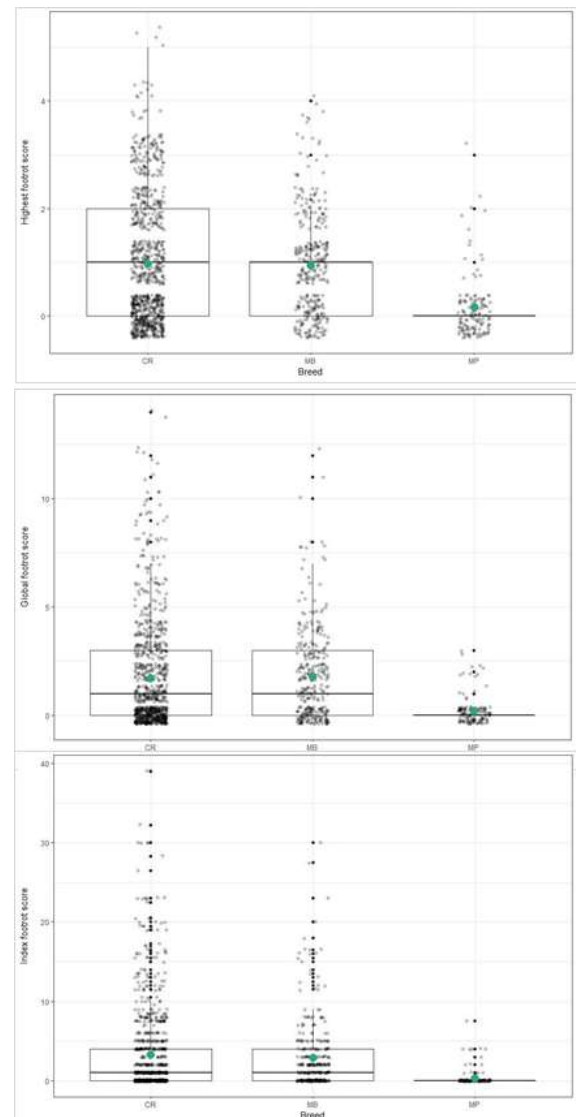 Highest footrot score
4
2
0
CR MB MP
Breed
Global footrot score
10
5
0
CR MB MP
Index footrot score
40
30
20
10
0
CR MB MP
Breed